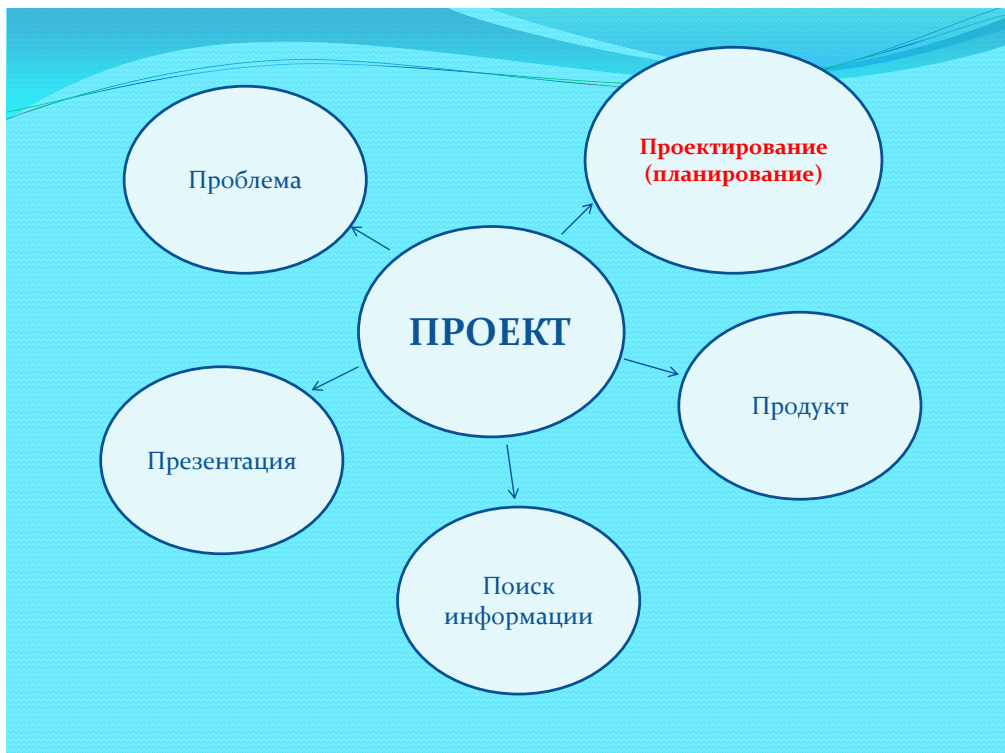 Проблема
Проектирование
(планирование)
ПРОЕКТ
Продукт
Презентация
Поиск
информации